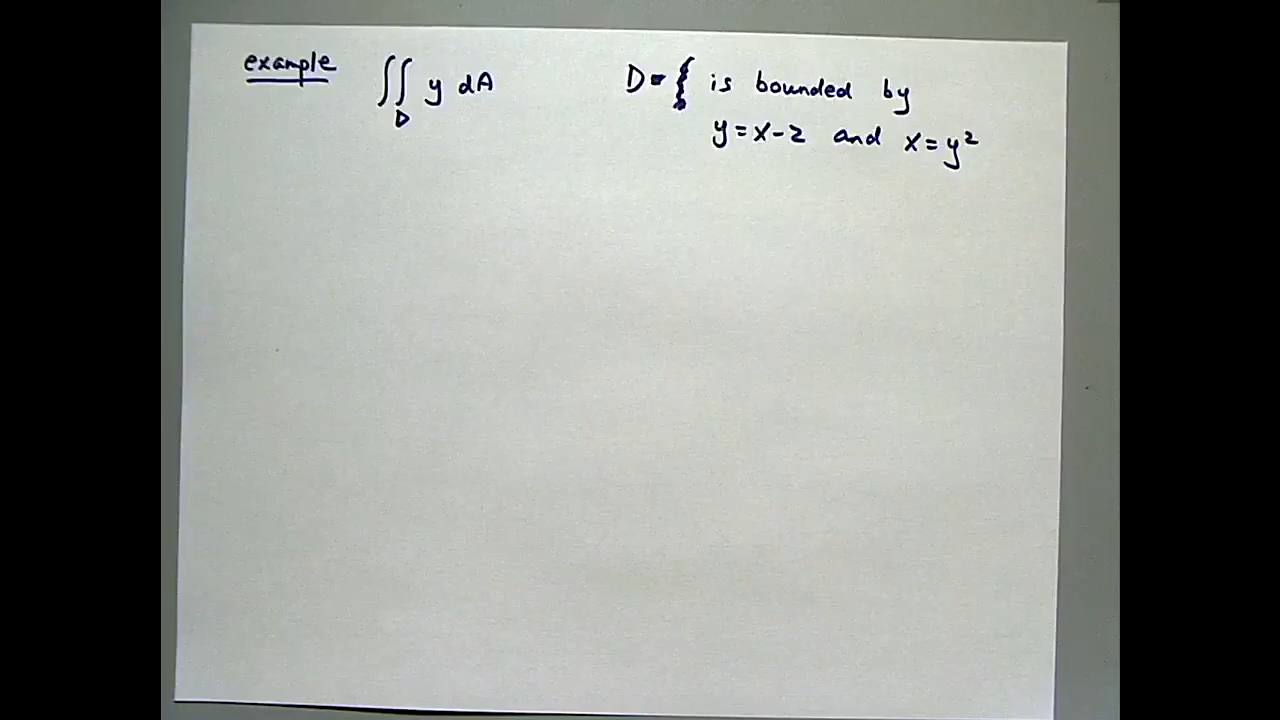 example ∬_D y dA D is bounded by
y = x - 2 and x = y²